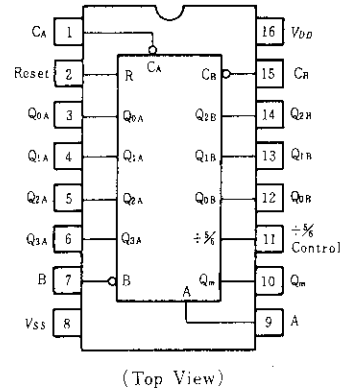 CA 1 16 VDD
CA
Reset 2 R CB 15 CB
Q0A 3 Q0A Q2B 14 Q2B
Q1A 4 Q1A Q1B 13 Q1B
Q2A 5 Q2A Q0B 12 Q0B
Q3A 6 Q3A ÷5/6 11 ÷5/6 Control
B 7 B Qm 10 Qm
A
VSS 8 9 A
(Top View)